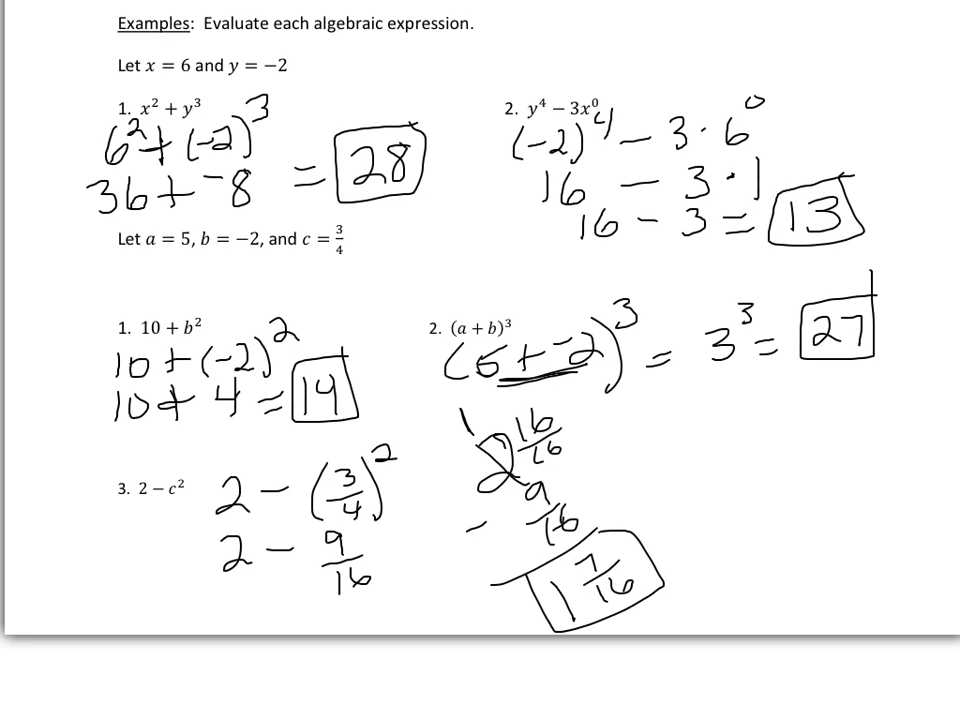 Examples: Evaluate each algebraic expression.
Let x = 6 and y = −2
1. x² + y³
6² + (-2)³
36 + ⁻8 = 28
2. y⁴ − 3x⁰
(-2)⁴ - 3 · 6⁰
16 - 3 · 1
16 - 3 = 13
Let a = 5, b = −2, and c = 3/4
1. 10 + b²
10 + (-2)²
10 + 4 = 14
2. (a + b)³
(5 + ⁻2)³ = 3³ = 27
3. 2 − c²
2 - (3/4)²
2 - 9/16
1
2 16/16
- 9/16
1 7/16